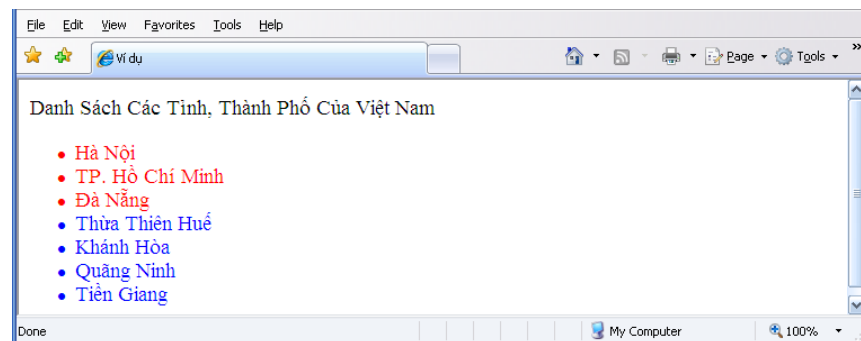 File Edit View Favorites Tools Help
Ví dụ Page Tools »
Danh Sách Các Tình, Thành Phố Của Việt Nam
• Hà Nội
• TP. Hồ Chí Minh
• Đà Nẵng
• Thừa Thiên Huế
• Khánh Hòa
• Quãng Ninh
• Tiền Giang
Done My Computer 100%